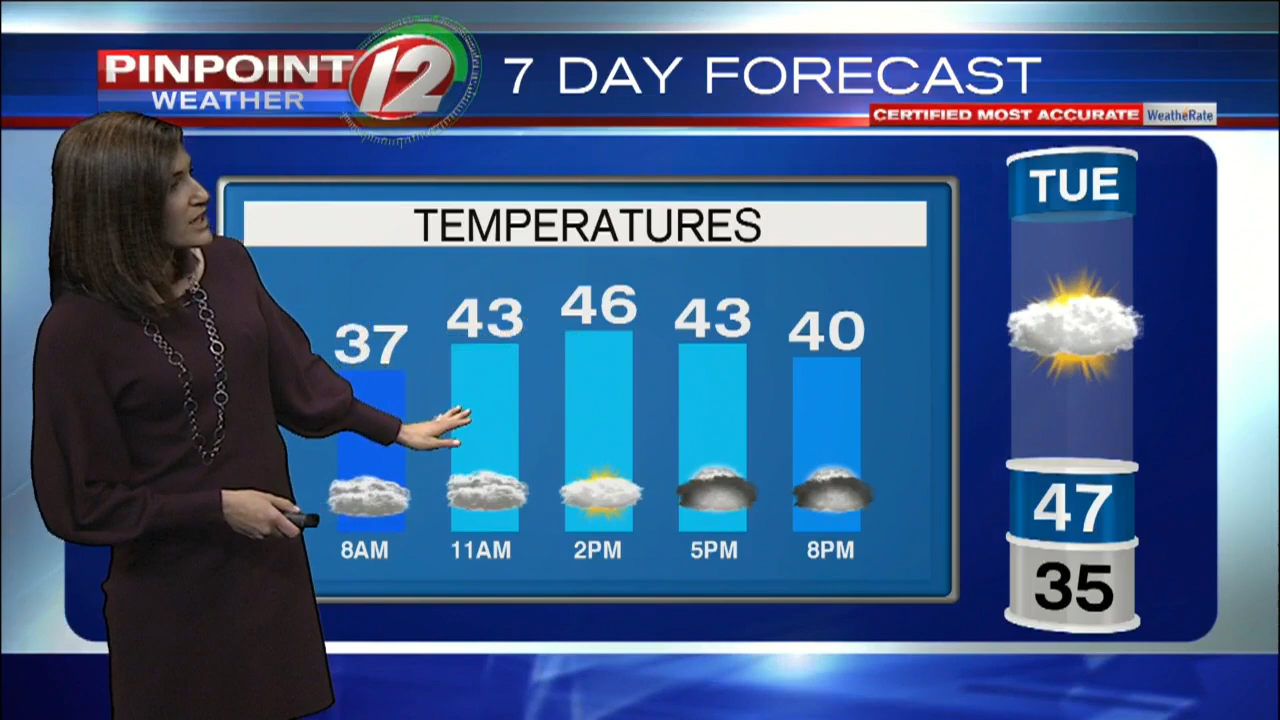 PINPOINT 12
WEATHER
7 DAY FORECAST
CERTIFIED MOST ACCURATE WeatheRate
TEMPERATURES
37 43 46 43 40
8AM 11AM 2PM 5PM 8PM
TUE
47
35